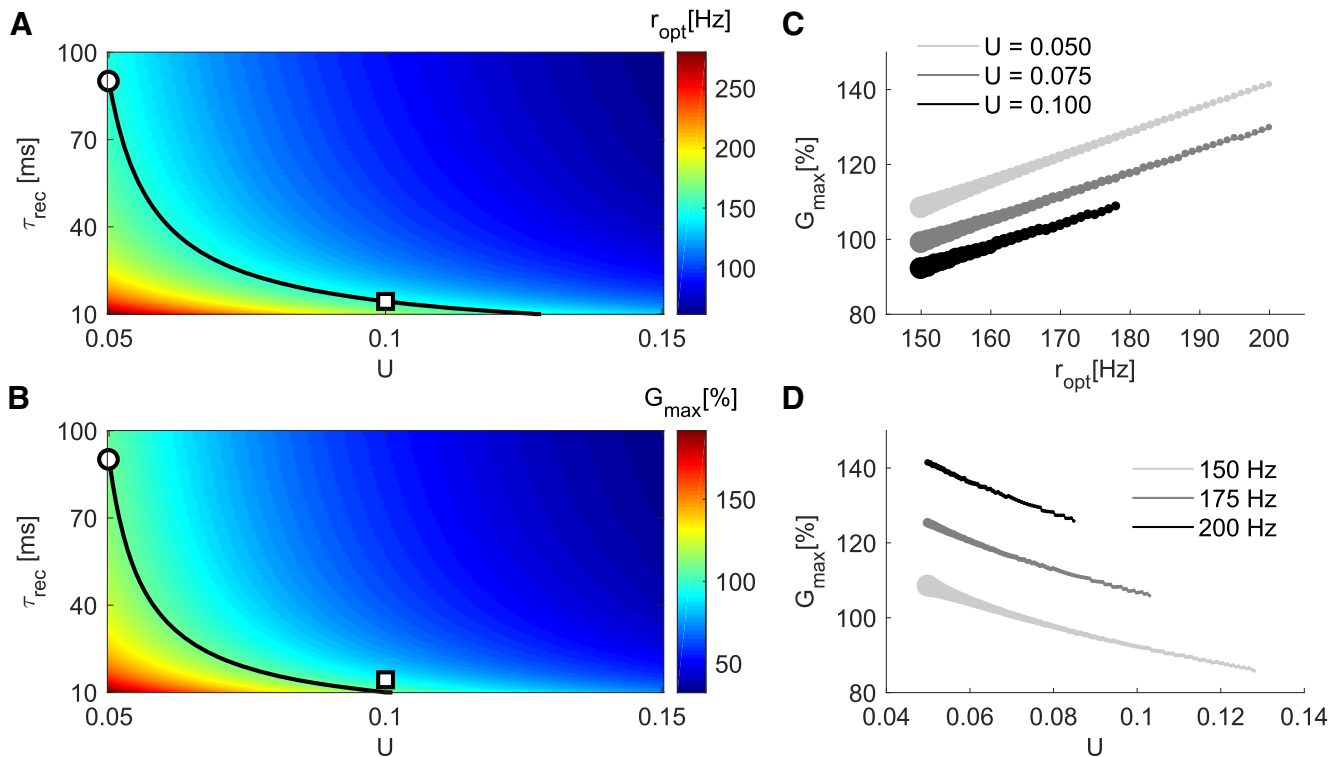 A
r_opt[Hz]
100
70
40
10
τ_rec [ms]
0.05
0.1
0.15
U
250
200
150
100
B
G_max[%]
100
70
40
10
τ_rec [ms]
0.05
0.1
0.15
U
150
100
50
C
U = 0.050
U = 0.075
U = 0.100
140
120
100
80
G_max[%]
150
160
170
180
190
200
r_opt[Hz]
D
150 Hz
175 Hz
200 Hz
140
120
100
80
G_max[%]
0.04
0.06
0.08
0.1
0.12
0.14
U